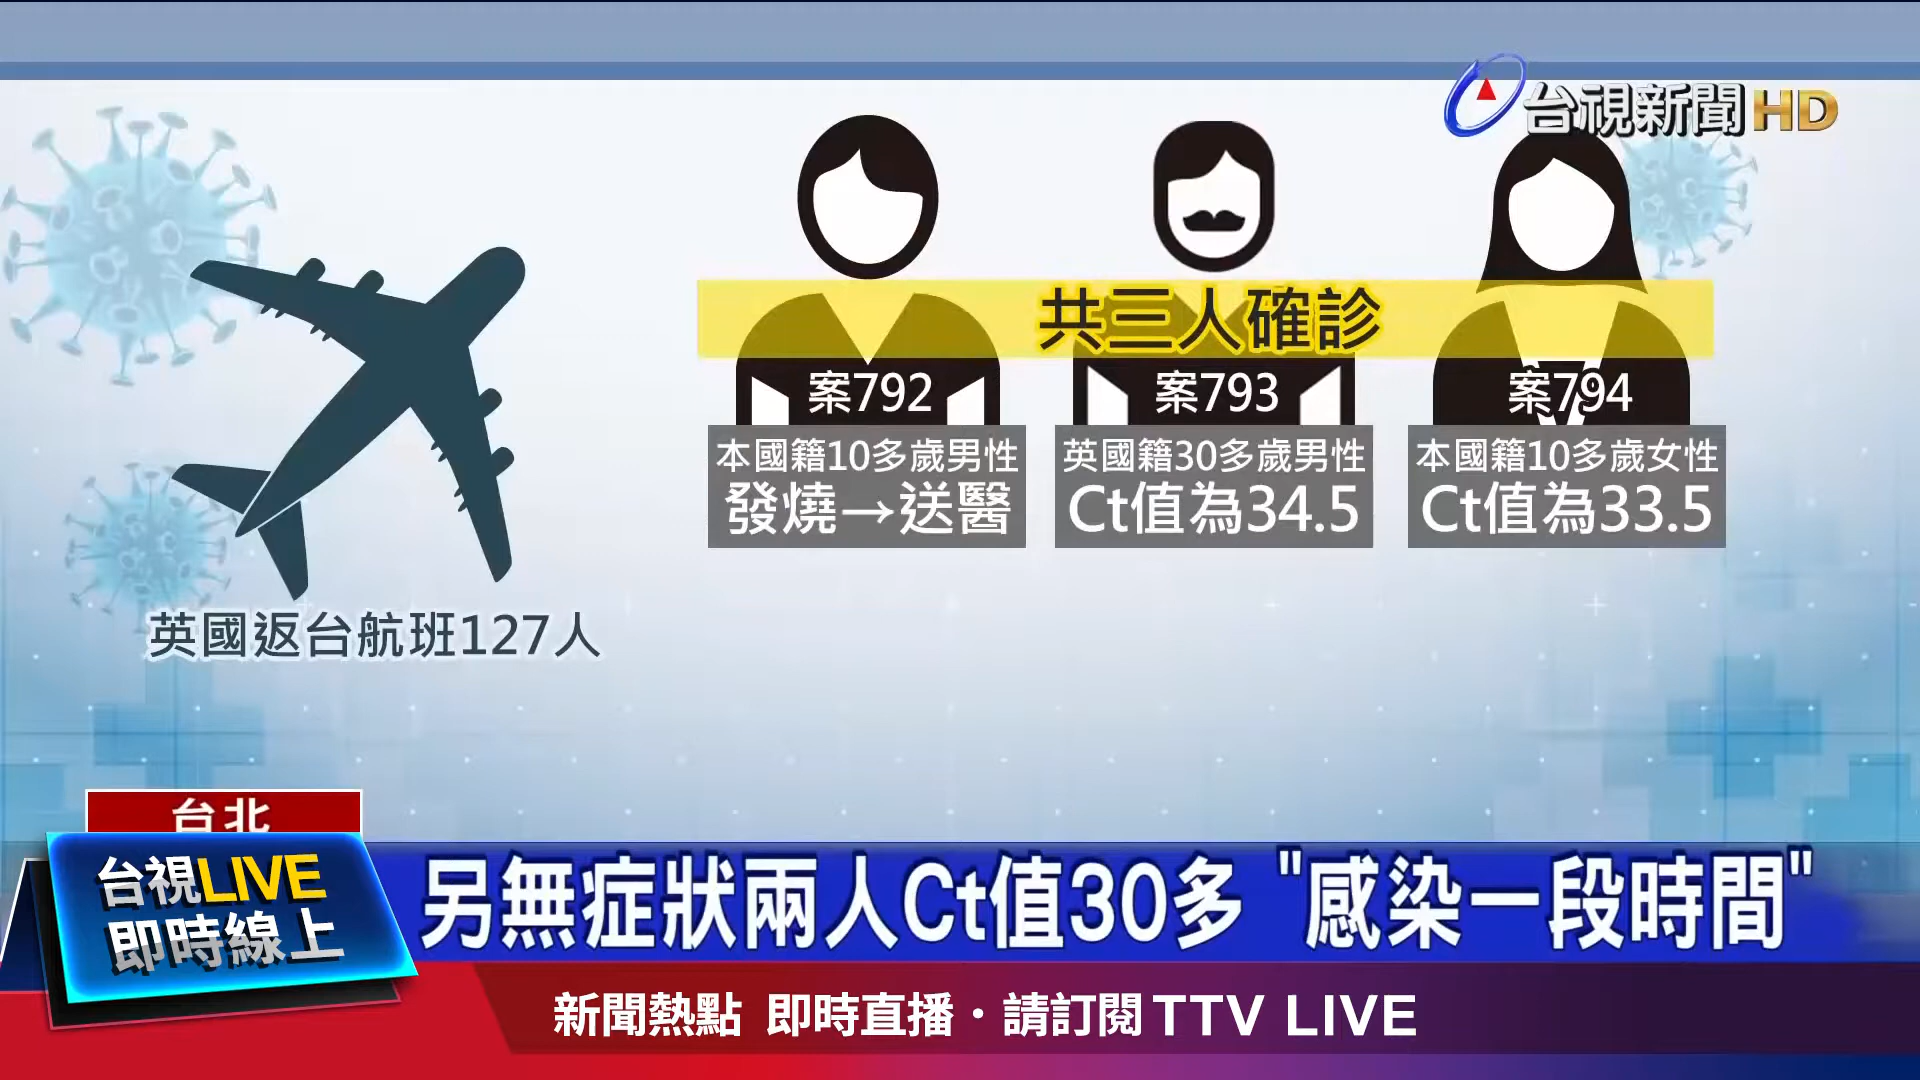 台視新聞HD
共三人確診
案792
本國籍10多歲男性
發燒→送醫
案793
英國籍30多歲男性
Ct值為34.5
案794
本國籍10多歲女性
Ct值為33.5
英國返台航班127人
台北
台視LIVE
即時線上
另無症狀兩人Ct值30多 "感染一段時間"
新聞熱點 即時直播·請訂閱TTV LIVE